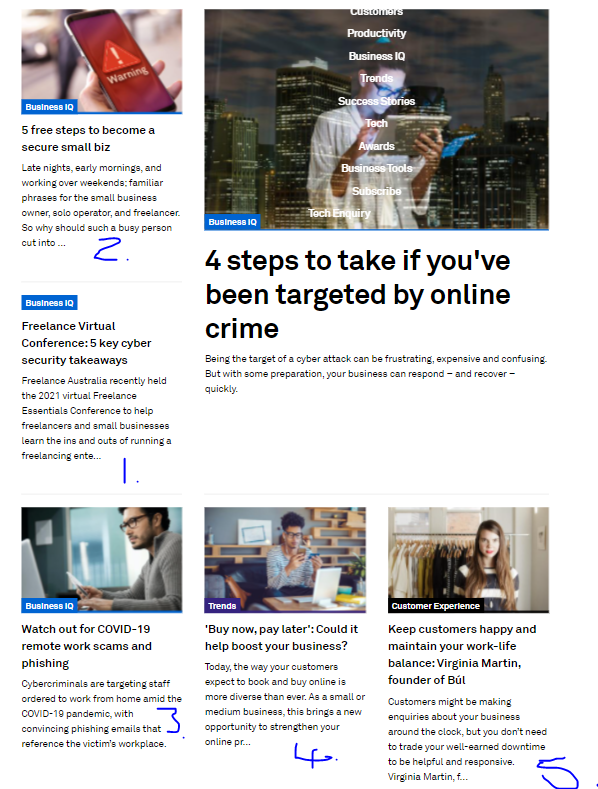 Warning
Business IQ
5 free steps to become a
secure small biz
Late nights, early mornings, and
working over weekends; familiar
phrases for the small business
owner, solo operator, and freelancer.
So why should such a busy person
cut into ...
2.
Business IQ
Freelance Virtual
Conference: 5 key cyber
security takeaways
Freelance Australia recently held
the 2021 virtual Freelance
Essentials Conference to help
freelancers and small businesses
learn the ins and outs of running a
freelancing ente...
1.
Customers
Productivity
Business IQ
Trends
Success Stories
Tech
Awards
Business Tools
Subscribe
Tech Enquiry
Business IQ
4 steps to take if you've
been targeted by online
crime
Being the target of a cyber attack can be frustrating, expensive and confusing.
But with some preparation, your business can respond – and recover –
quickly.
Business IQ
Watch out for COVID-19
remote work scams and
phishing
Cybercriminals are targeting staff
ordered to work from home amid the
COVID-19 pandemic, with
convincing phishing emails that
reference the victim's workplace.
3.
Trends
'Buy now, pay later': Could it
help boost your business?
Today, the way your customers
expect to book and buy online is
more diverse than ever. As a small or
medium business, this brings a new
opportunity to strengthen your
online pr...
4.
Customer Experience
Keep customers happy and
maintain your work-life
balance: Virginia Martin,
founder of Búl
Customers might be making
enquiries about your business
around the clock, but you don't need
to trade your well-earned downtime
to be helpful and responsive.
Virginia Martin, f...
5.